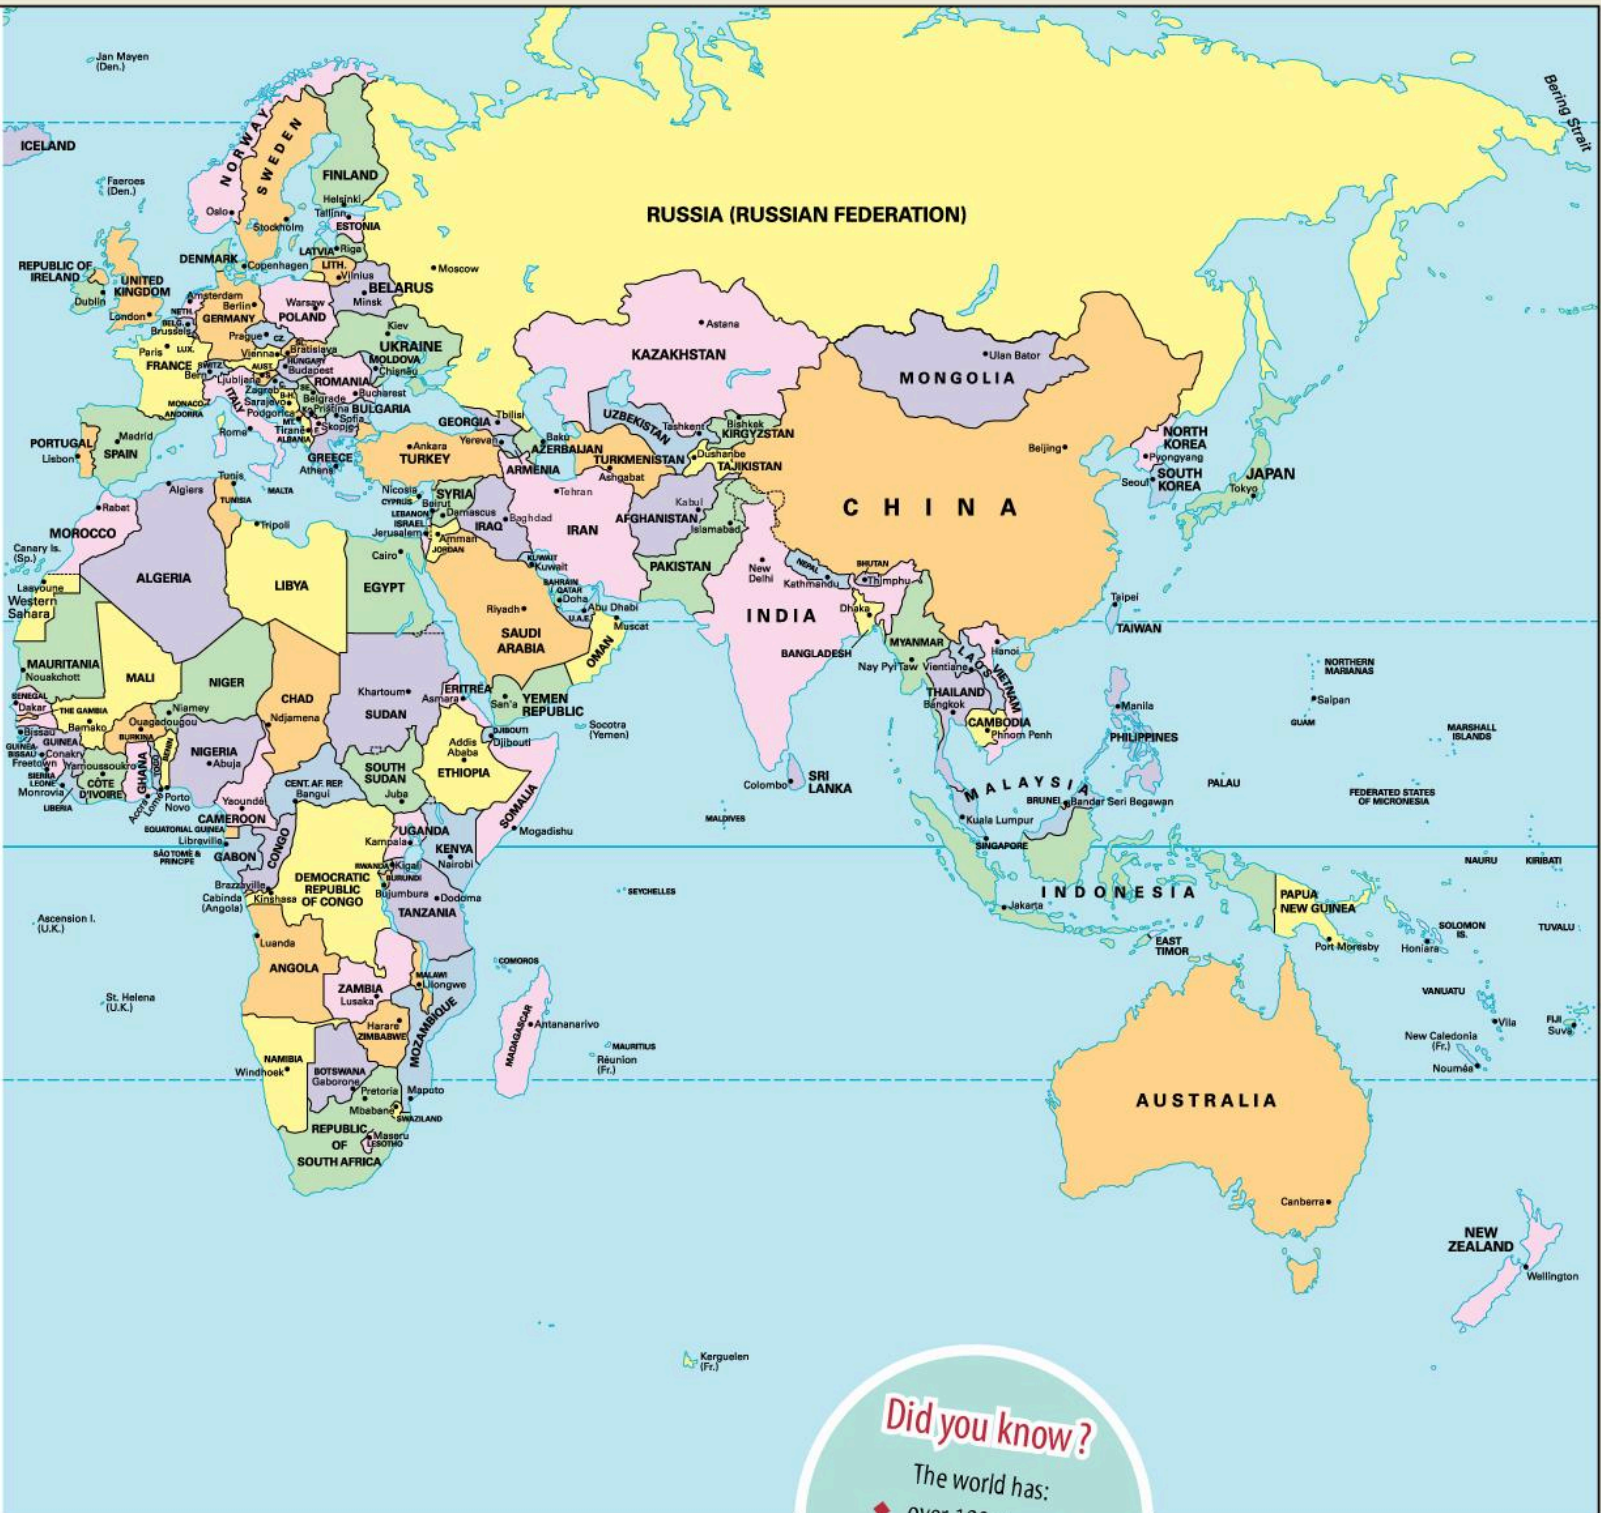 Jan Mayen
(Den.)
Bering Strait
ICELAND
Faeroes
(Den.)
NORWAY
SWEDEN
FINLAND
Helsinki
Oslo
Tallinn
Stockholm
ESTONIA
RUSSIA (RUSSIAN FEDERATION)
LATVIA
Riga
DENMARK
Copenhagen
LITH.
Vilnius
Moscow
REPUBLIC OF
IRELAND
Dublin
UNITED
KINGDOM
London
BELARUS
Minsk
Amsterdam
Berlin
NETH.
GERMANY
Warsaw
POLAND
BELG.
Brussels
Prague
CZ.
Kiev
UKRAINE
Astana
KAZAKHSTAN
Ulan Bator
MONGOLIA
Paris
LUX.
FRANCE
Vienna
Bratislava
AUST.
HUNGARY
Budapest
MOLDOVA
Chisnau
SWITZ.
Bern
Ljubljana
ROMANIA
Zagreb
B-H.
SE.
Belgrade
Bucharest
MONACO
ANDORRA
ITALY
Sarajevo
Podgorica
MT.
Pristina
BULGARIA
Sofia
Skopje
Tirane
ALBANIA
Rome
GEORGIA
Tbilisi
UZBEKISTAN
Tashkent
Bishkek
KIRGYZSTAN
PORTUGAL
Lisbon
Madrid
SPAIN
Ankara
TURKEY
Yerevan
Baku
AZERBAIJAN
ARMENIA
TURKMENISTAN
Ashgabat
Dushanbe
TAJIKISTAN
Beijing
NORTH
KOREA
Pyongyang
Seoul
SOUTH
KOREA
JAPAN
Tokyo
GREECE
Athens
Algiers
Tunis
TUNISIA
MALTA
Nicosia
CYPRUS
SYRIA
Beirut
LEBANON
Damascus
ISRAEL
Jerusalem
Amman
JORDAN
IRAQ
Baghdad
Tehran
IRAN
AFGHANISTAN
Kabul
Islamabad
CHINA
Rabat
MOROCCO
Tripoli
Canary Is.
(Sp.)
Cairo
ALGERIA
LIBYA
EGYPT
KUWAIT
Kuwait
BAHRAIN
QATAR
Doha
U.A.E.
Abu Dhabi
Muscat
PAKISTAN
New
Delhi
NEPAL
Kathmandu
BHUTAN
Thimphu
Laayoune
Western
Sahara
Riyadh
SAUDI
ARABIA
OMAN
INDIA
Dhaka
BANGLADESH
Taipei
TAIWAN
MYANMAR
Nay Pyi Taw
Hanoi
LAOS
Vientiane
VIETNAM
MAURITANIA
Nouakchott
MALI
NIGER
CHAD
Khartoum
SUDAN
ERITREA
Asmara
San'a
YEMEN
REPUBLIC
Socotra
(Yemen)
THAILAND
Bangkok
CAMBODIA
Phnom Penh
Manila
PHILIPPINES
NORTHERN
MARIANAS
Saipan
GUAM
MARSHALL
ISLANDS
SENEGAL
Dakar
THE GAMBIA
Bamako
Niamey
Ouagadougou
BURKINA
Ndjamena
DJIBOUTI
Djibouti
Bissau
GUINEA-
BISSAU
GUINEA
Conakry
Freetown
SIERRA
LEONE
Monrovia
LIBERIA
Yamoussoukro
CÔTE
D'IVOIRE
GHANA
TOGO
BENIN
Accra
Lomé
Porto
Novo
NIGERIA
Abuja
CENT. AF. REP.
Bangui
SOUTH
SUDAN
Juba
Addis
Ababa
ETHIOPIA
SOMALIA
Mogadishu
Colombo
SRI
LANKA
MALDIVES
MALAYSIA
BRUNEI
Bandar Seri Begawan
Kuala Lumpur
SINGAPORE
PALAU
FEDERATED STATES
OF MICRONESIA
Yaoundé
CAMEROON
EQUATORIAL GUINEA
Libreville
SÃO TOMÉ &
PRINCIPE
GABON
CONGO
UGANDA
Kampala
KENYA
Nairobi
RWANDA
Kigali
BURUNDI
Bujumbura
DEMOCRATIC
REPUBLIC
OF CONGO
Brazzaville
Kinshasa
Cabinda
(Angola)
Dodoma
TANZANIA
SEYCHELLES
NAURU
KIRIBATI
INDONESIA
Jakarta
EAST
TIMOR
PAPUA
NEW GUINEA
Port Moresby
SOLOMON
IS.
Honiara
TUVALU
Ascension I.
(U.K.)
Luanda
ANGOLA
ZAMBIA
Lusaka
MALAWI
Lilongwe
COMOROS
St. Helena
(U.K.)
Harare
ZIMBABWE
MOZAMBIQUE
MADAGASCAR
Antananarivo
MAURITIUS
Réunion
(Fr.)
VANUATU
Vila
FIJI
Suva
New Caledonia
(Fr.)
Nouméa
NAMIBIA
Windhoek
BOTSWANA
Gaborone
Pretoria
Maputo
Mbabane
SWAZILAND
REPUBLIC
OF
SOUTH AFRICA
Maseru
LESOTHO
AUSTRALIA
Canberra
NEW
ZEALAND
Wellington
Kerguelen
(Fr.)
Did you know?
The world has: